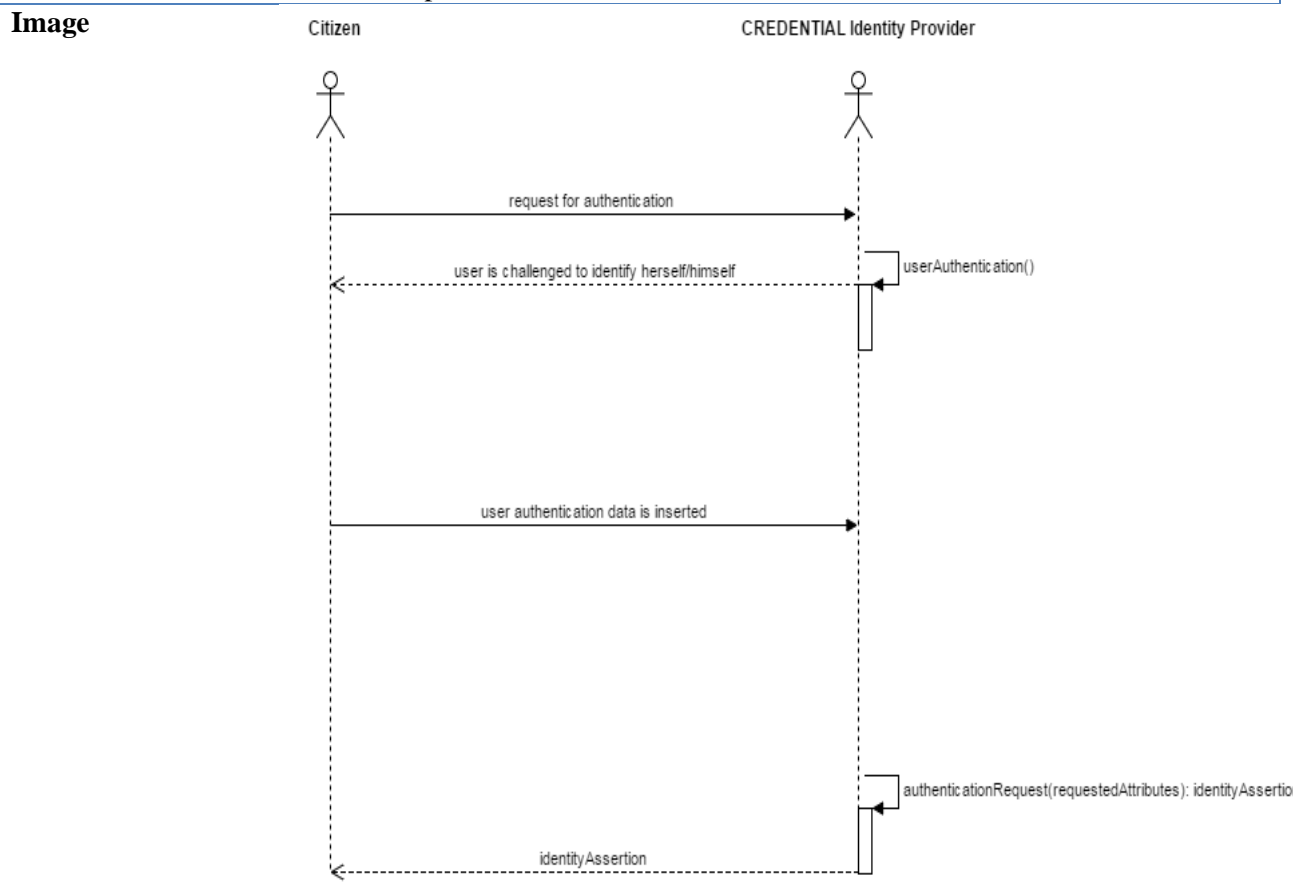 Image
Citizen
CREDENTIAL Identity Provider
request for authentication
userAuthentication()
user is challenged to identify herself/himself
user authentication data is inserted
authenticationRequest(requestedAttributes): identityAssertio
identityAssertion